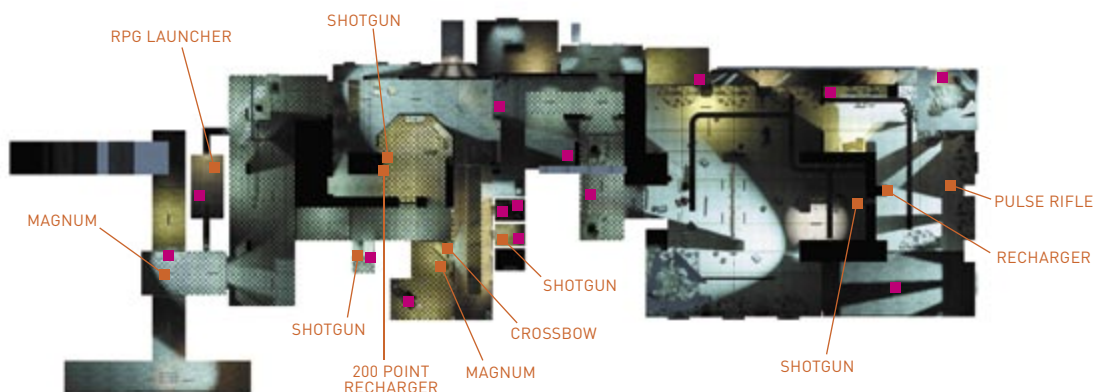 SHOTGUN
RPG LAUNCHER
MAGNUM
PULSE RIFLE
RECHARGER
SHOTGUN
SHOTGUN
CROSSBOW
SHOTGUN
200 POINT
RECHARGER
MAGNUM